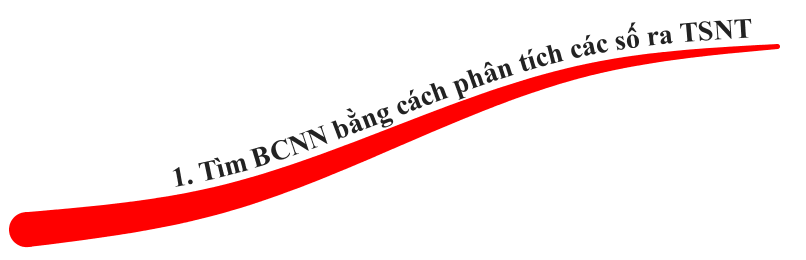 1. Tìm BCNN bằng cách phân tích các số ra TSNT